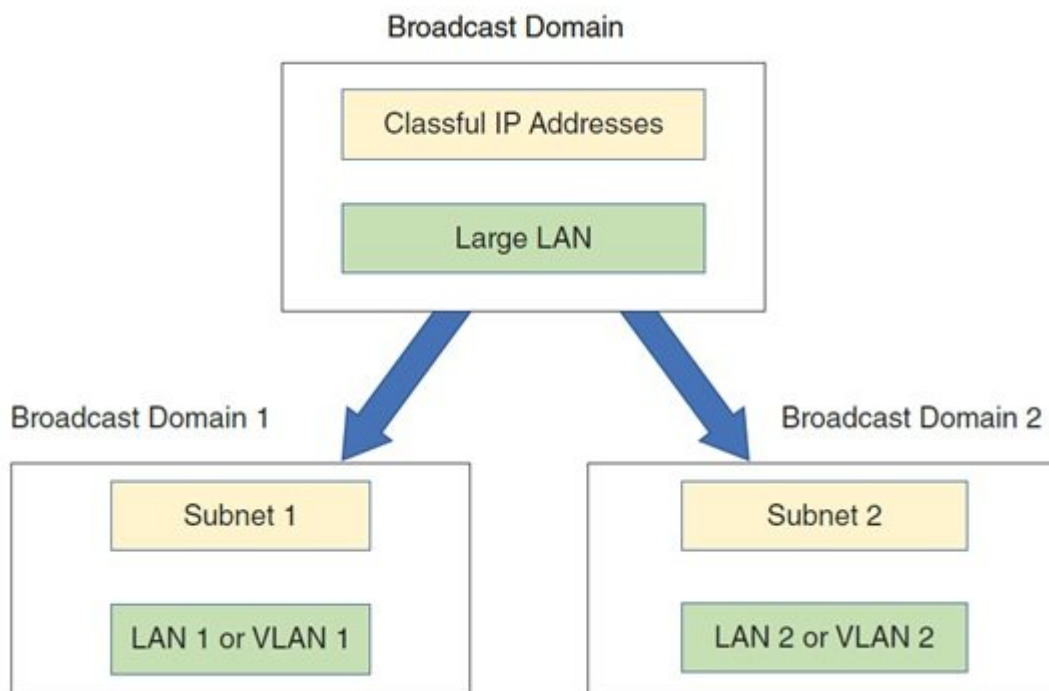 Broadcast Domain
Classful IP Addresses
Large LAN
Broadcast Domain 1
Broadcast Domain 2
Subnet 1
Subnet 2
LAN 1 or VLAN 1
LAN 2 or VLAN 2